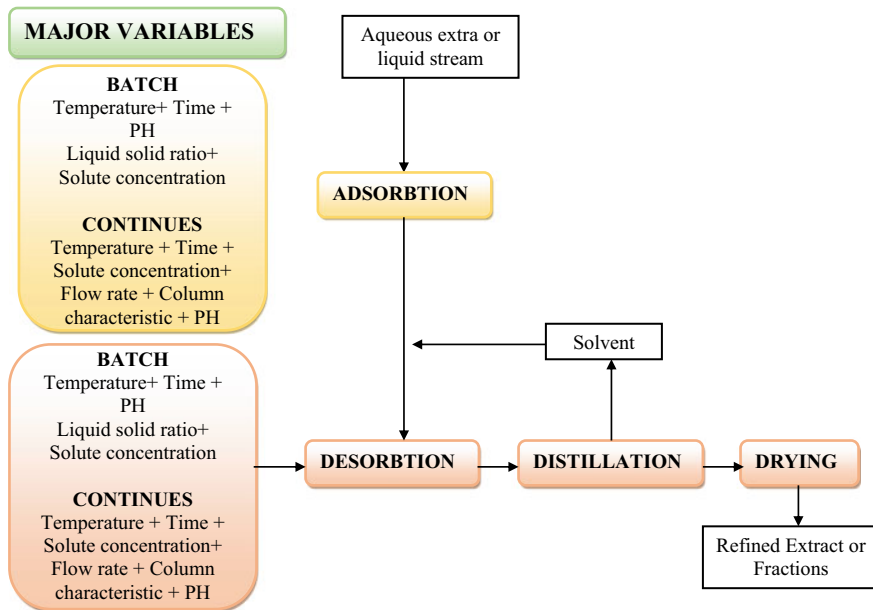 MAJOR VARIABLES
BATCH
Temperature+ Time +
PH
Liquid solid ratio+
Solute concentration
CONTINUES
Temperature + Time +
Solute concentration+
Flow rate + Column
characteristic + PH
BATCH
Temperature+ Time +
PH
Liquid solid ratio+
Solute concentration
CONTINUES
Temperature + Time +
Solute concentration+
Flow rate + Column
characteristic + PH
Aqueous extra or
liquid stream
ADSORBTION
Solvent
DESORBTION
DISTILLATION
DRYING
Refined Extract or
Fractions